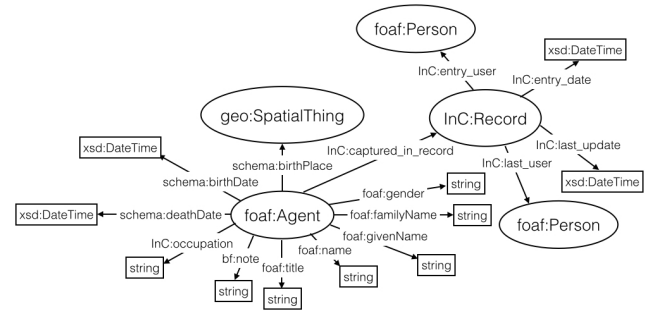 foaf:Person
xsd:DateTime
InC:entry_user
InC:entry_date
geo:SpatialThing
InC:Record
xsd:DateTime
InC:captured_in_record
InC:last_update
schema:birthPlace
InC:last_user
schema:birthDate
foaf:gender
string
xsd:DateTime
xsd:DateTime
schema:deathDate
foaf:Agent
foaf:familyName
string
foaf:Person
InC:occupation
foaf:givenName
bf:note
foaf:name
foaf:title
string
string
string
string
string